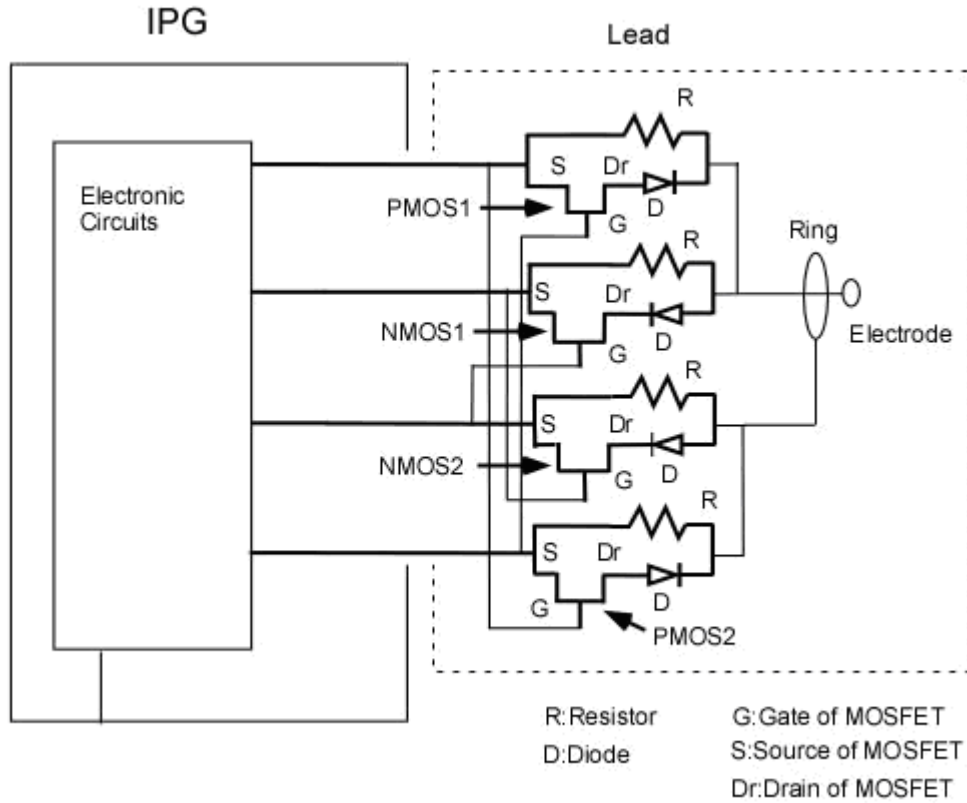 IPG
Lead
R
S Dr
D
PMOS1
G
Electronic
Circuits
R
Ring
S Dr
NMOS1
D
G
Electrode
R
S Dr
NMOS2
G D
R
S Dr
G D
PMOS2
R:Resistor G:Gate of MOSFET
D:Diode S:Source of MOSFET
Dr:Drain of MOSFET